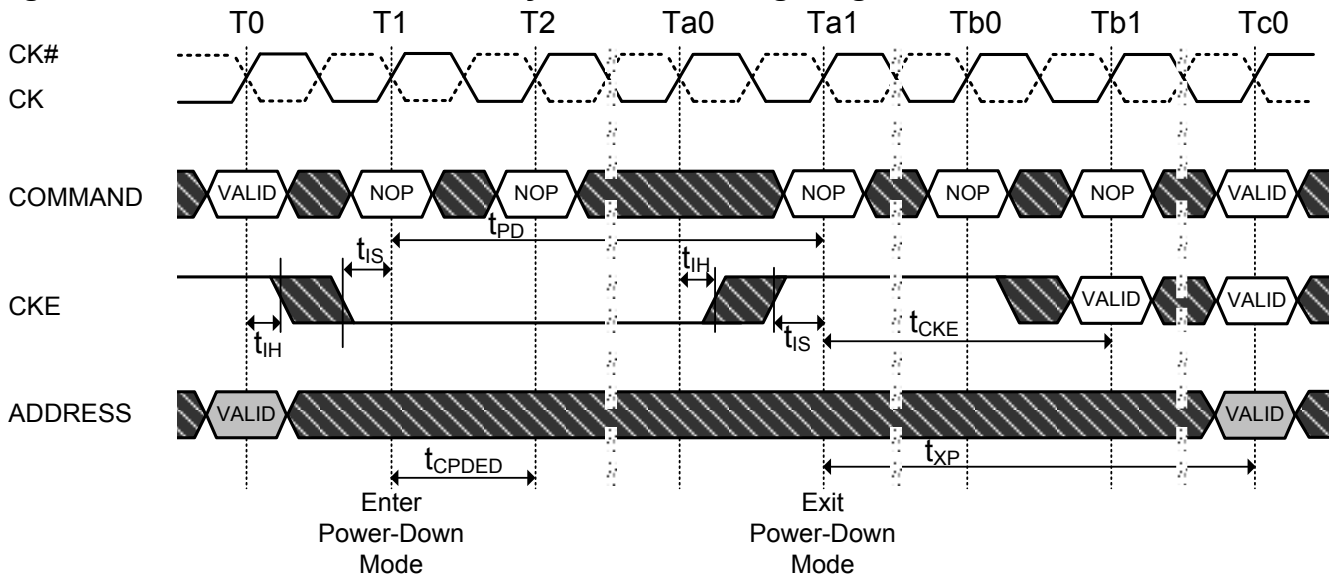 T0 T1 T2 Ta0 Ta1 Tb0 Tb1 Tc0
CK#
CK
COMMAND VALID NOP NOP NOP NOP NOP VALID
tPD
tIS tIH
CKE VALID VALID
tIH tIS tCKE
ADDRESS VALID VALID
tCPDED tXP
Enter
Power-Down
Mode
Exit
Power-Down
Mode